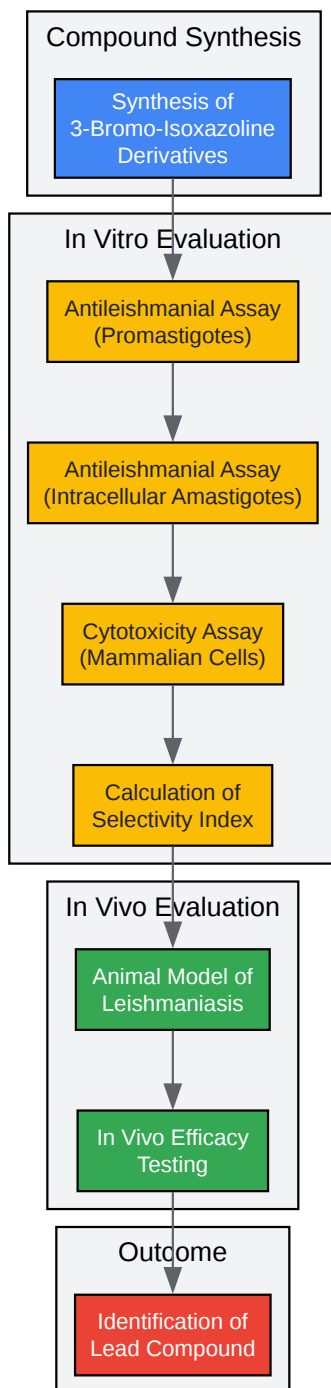 Compound Synthesis
Synthesis of
3-Bromo-Isoxazoline
Derivatives
In Vitro Evaluation
Antileishmanial Assay
(Promastigotes)
Antileishmanial Assay
(Intracellular Amastigotes)
Cytotoxicity Assay
(Mammalian Cells)
Calculation of
Selectivity Index
In Vivo Evaluation
Animal Model of
Leishmaniasis
In Vivo Efficacy
Testing
Outcome
Identification of
Lead Compound